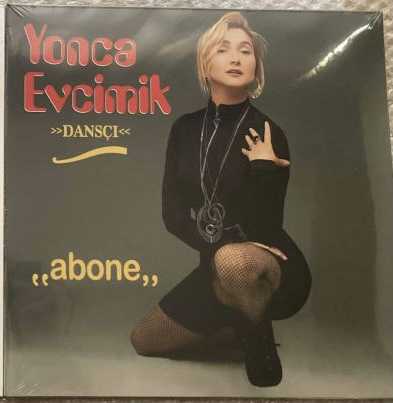 Yonca
Evcimik
>>DANSÇI<<
,,abone,,